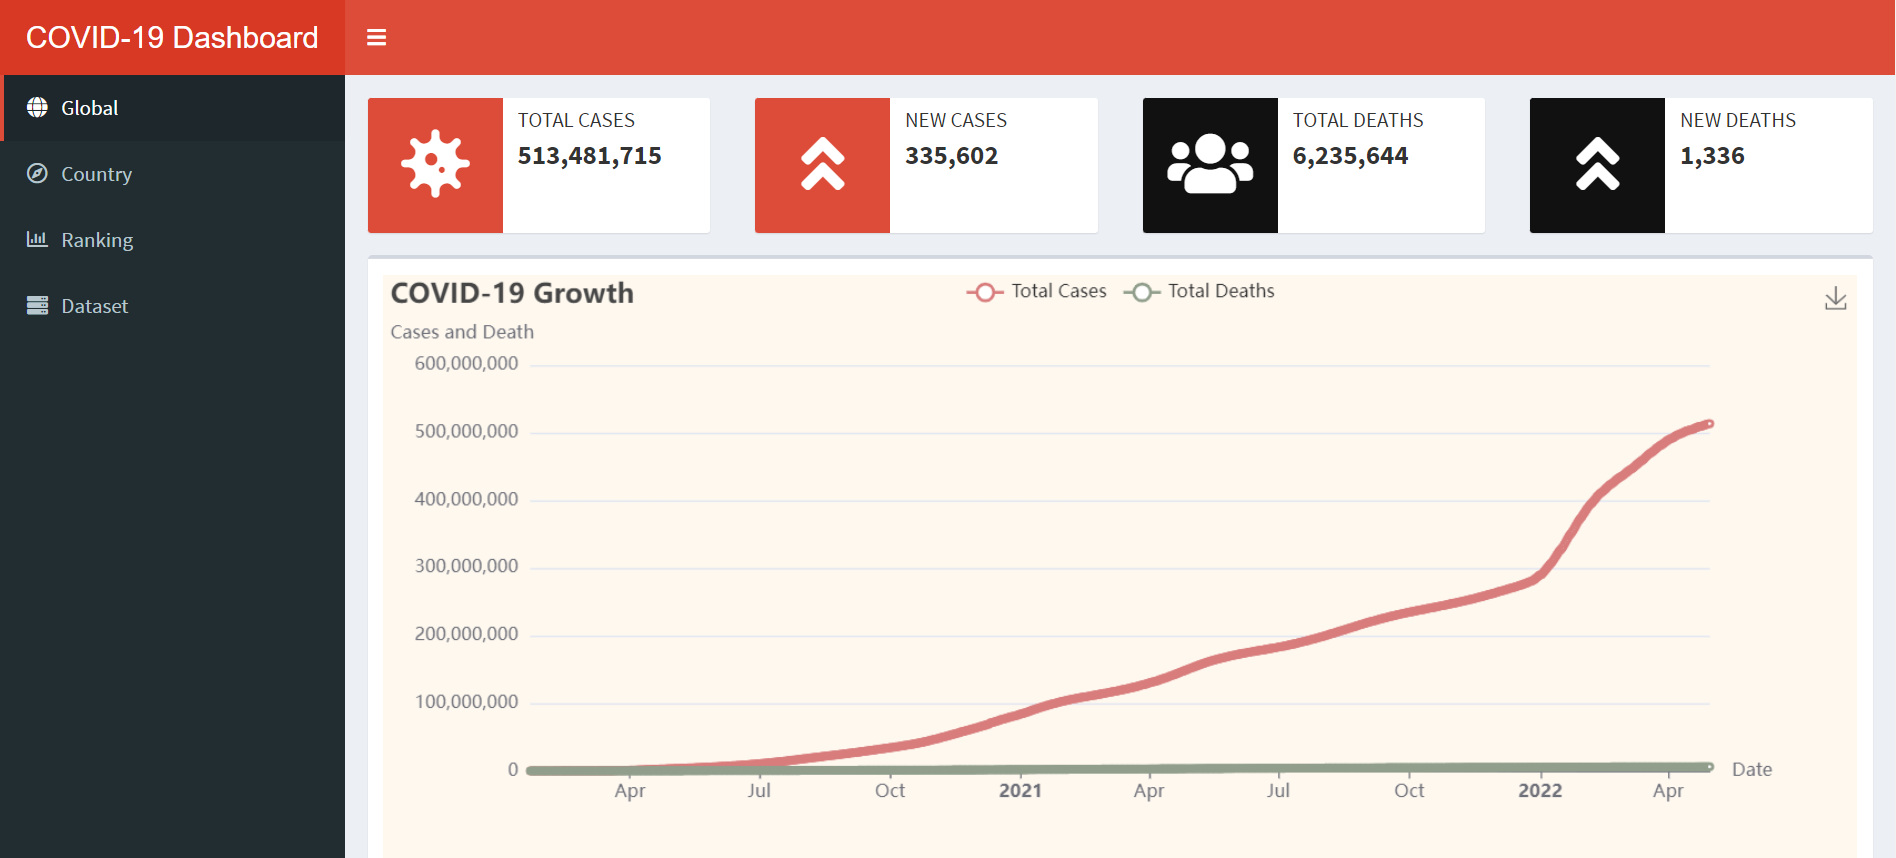 COVID-19 Dashboard
Global
Country
Ranking
Dataset
TOTAL CASES
513,481,715
NEW CASES
335,602
TOTAL DEATHS
6,235,644
NEW DEATHS
1,336
COVID-19 Growth
Total Cases
Total Deaths
Cases and Death
600,000,000
500,000,000
400,000,000
300,000,000
200,000,000
100,000,000
0
Date
Apr Jul Oct 2021 Apr Jul Oct 2022 Apr